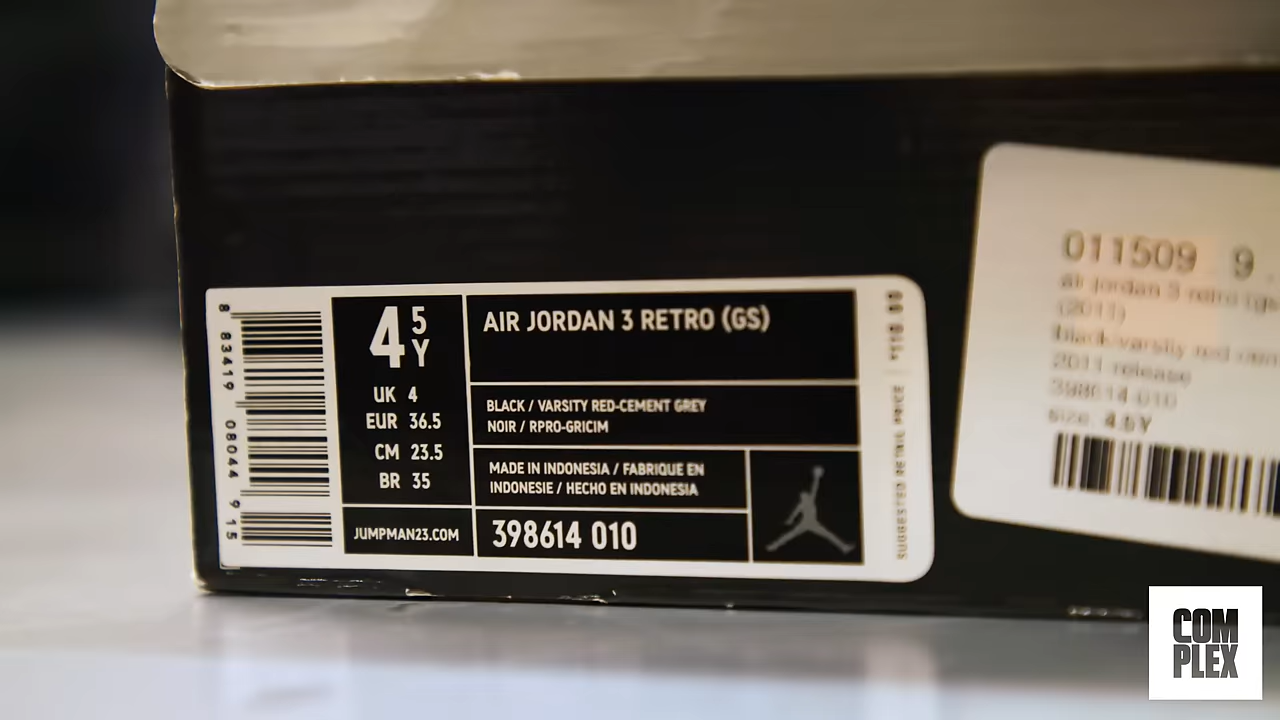 8 83419 08044 9 15
4 5
Y
UK 4
EUR 36.5
CM 23.5
BR 35
JUMPMAN23.COM
AIR JORDAN 3 RETRO (GS)
BLACK / VARSITY RED-CEMENT GREY
NOIR / RPRO-GRICIM
MADE IN INDONESIA / FABRIQUE EN
INDONESIE / HECHO EN INDONESIA
398614 010
SUGGESTED RETAIL PRICE
011509 9
air jordan 3 retro (gs
(2011)
black/varsity red
2011 release
398614-010
size: 4.5Y
COM
PLEX